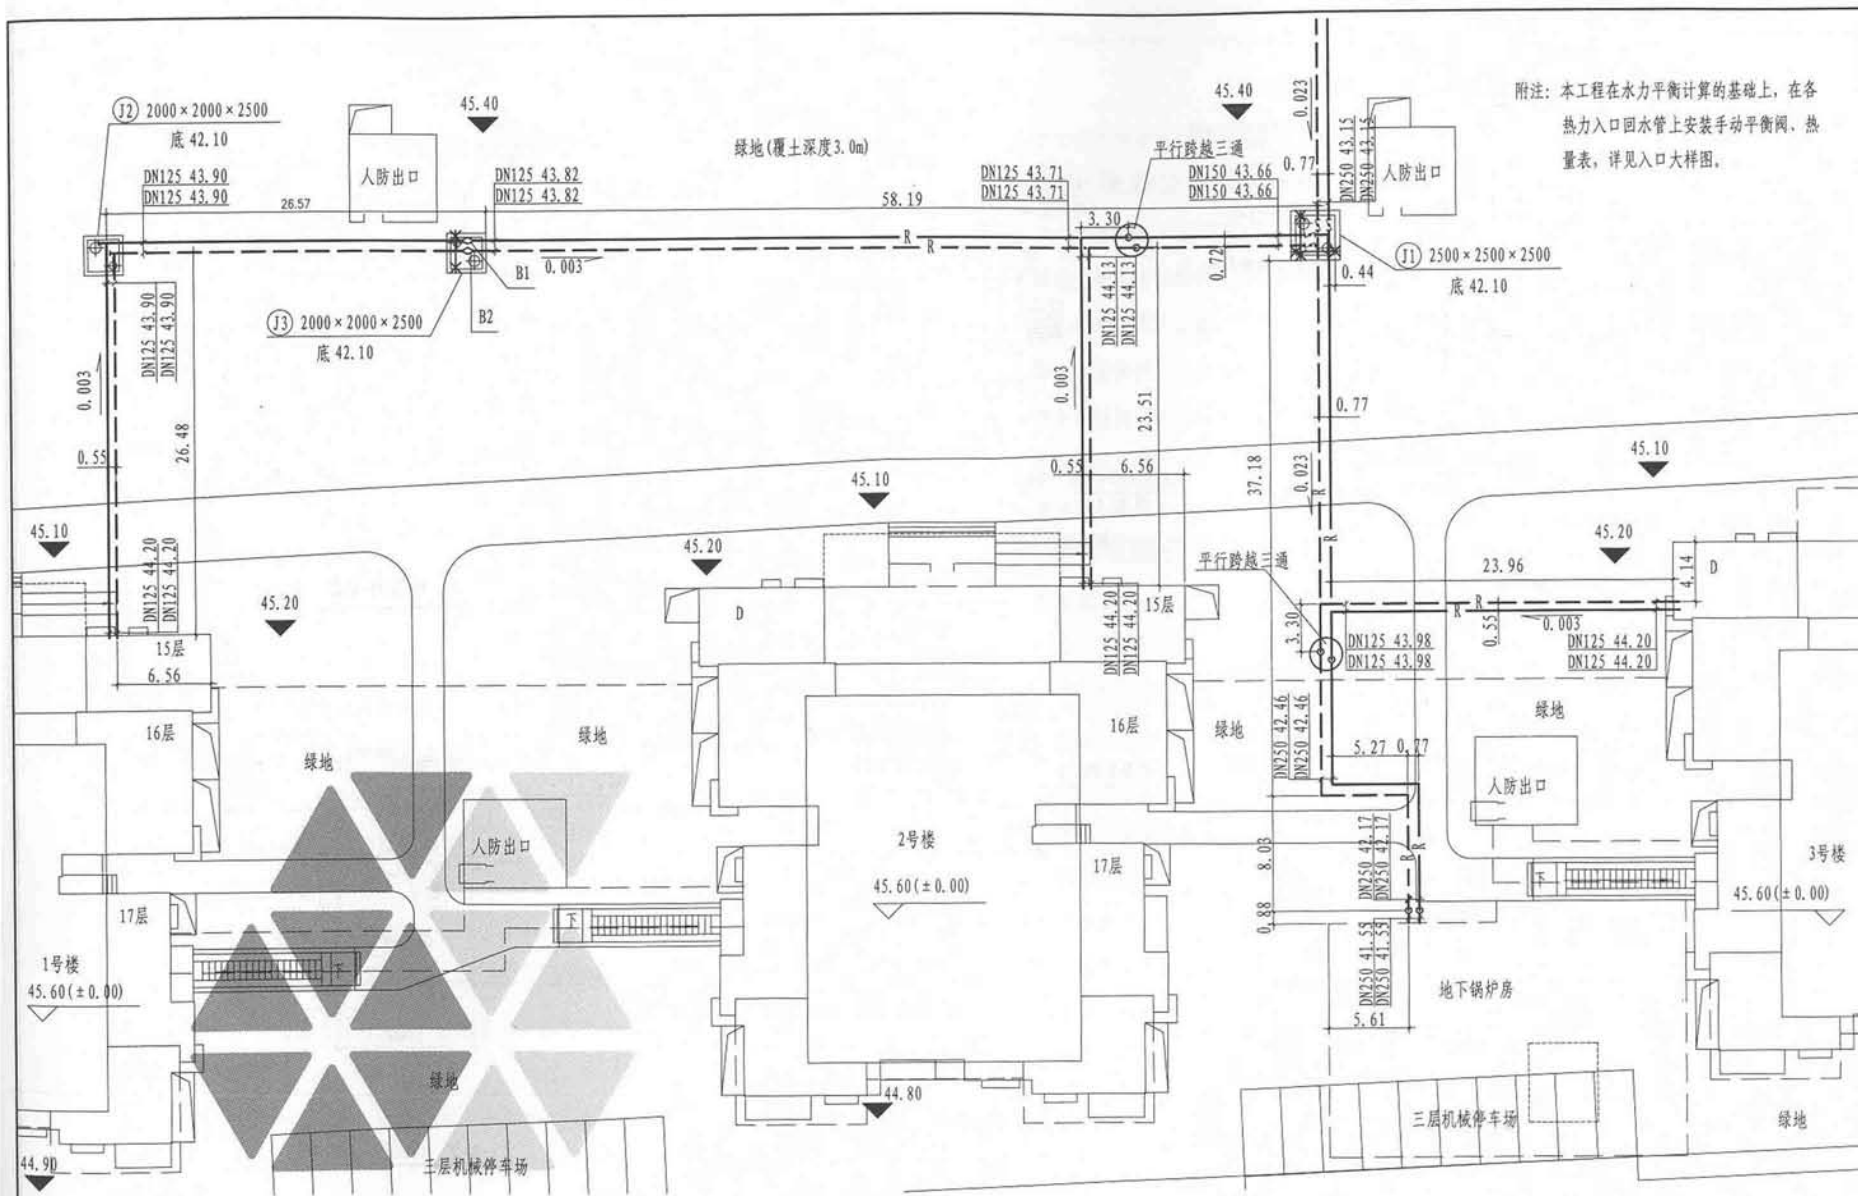 附注: 本工程在水力平衡计算的基础上, 在各
热力入口回水管上安装手动平衡阀、热
量表, 详见入口大样图。
J2 2000×2000×2500
底 42.10
45.40
45.40
0.023
DN250 43.15
DN250 43.15
人防出口
绿地(覆土深度3.0m)
平行跨越三通
人防出口
DN125 43.90
DN125 43.90
DN125 43.82
DN125 43.82
DN125 43.71
DN125 43.71
DN150 43.66
DN150 43.66
0.77
26.57
58.19
3.30
R
R
B1
0.003
0.72
0.44
J1 2500×2500×2500
底 42.10
DN125 44.13
DN125 44.13
B2
J3 2000×2000×2500
底 42.10
DN125 43.90
DN125 43.90
0.003
0.003
23.51
0.77
26.48
0.55
0.55
6.56
37.18
0.023
R
R
45.10
45.10
45.10
45.20
45.20
45.20
DN125 44.20
DN125 44.20
平行跨越三通
23.96
4.14
D
15层
6.56
D
DN125 44.20
DN125 44.20
15层
3.30
R
R
0.55
0.003
DN125 43.98
DN125 43.98
DN125 44.20
DN125 44.20
16层
绿地
绿地
16层
绿地
DN250 42.46
DN250 42.46
5.27
0.77
绿地
人防出口
人防出口
2号楼
45.60(±0.00)
17层
8.03
DN250 42.17
DN250 42.17
R
R
下
3号楼
45.60(±0.00)
17层
下
0.88
1号楼
45.60(±0.00)
下
DN250 41.55
DN250 41.55
地下锅炉房
5.61
绿地
44.80
三层机械停车场
绿地
44.90
三层机械停车场